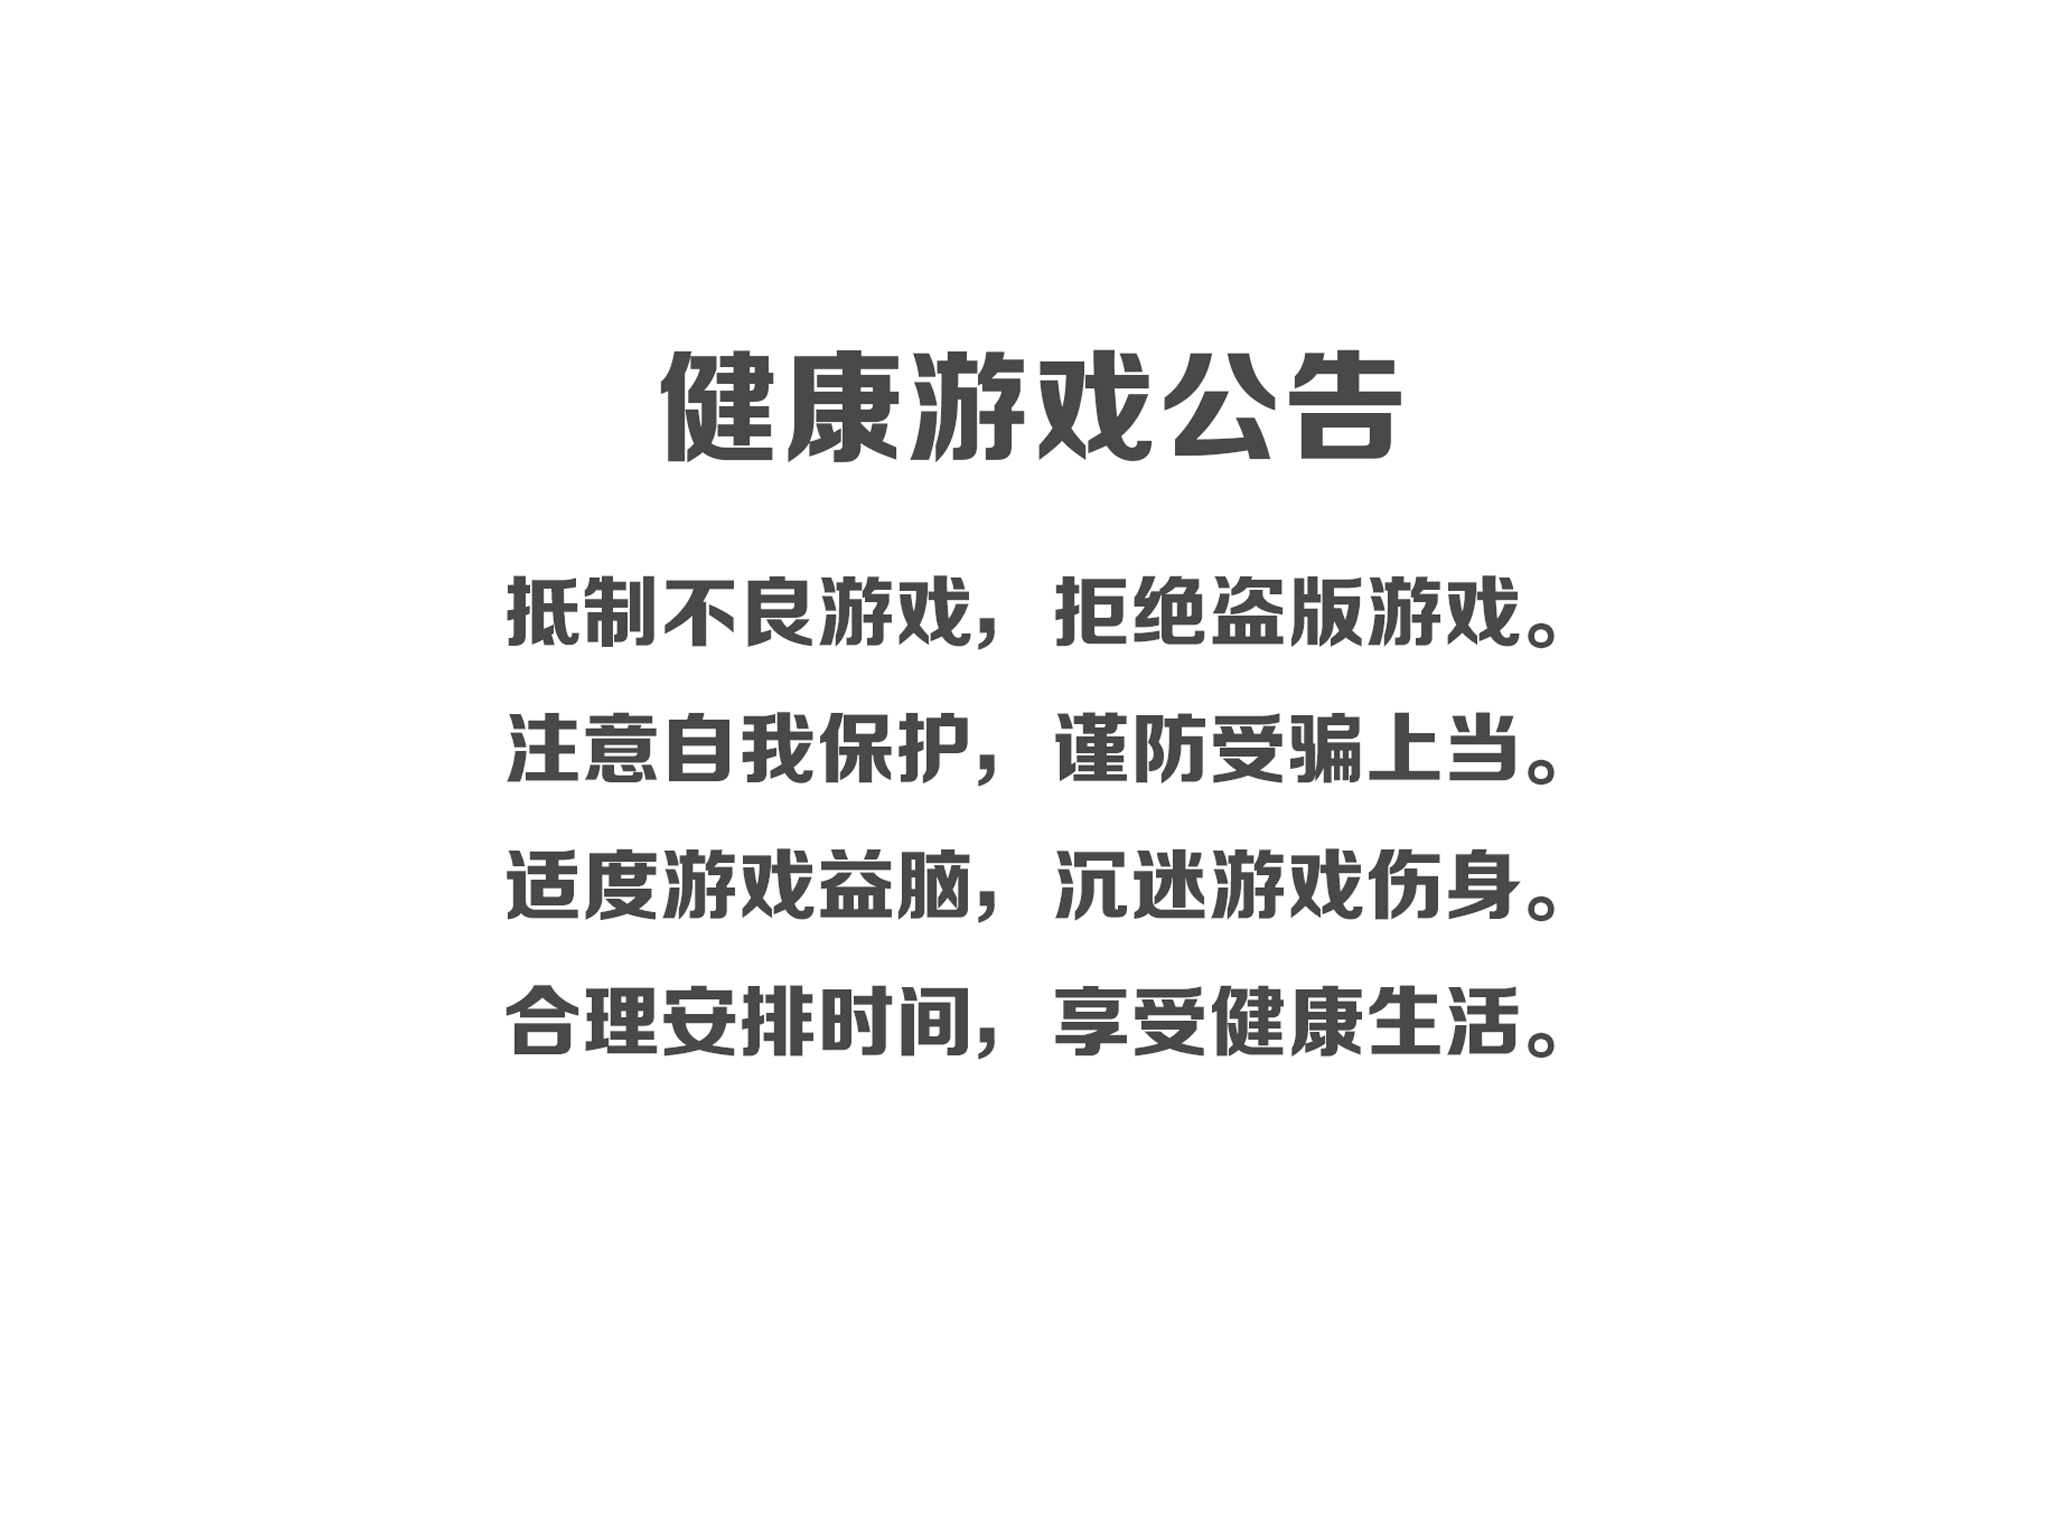 健康游戏公告
抵制不良游戏，拒绝盗版游戏。
注意自我保护，谨防受骗上当。
适度游戏益脑，沉迷游戏伤身。
合理安排时间，享受健康生活。